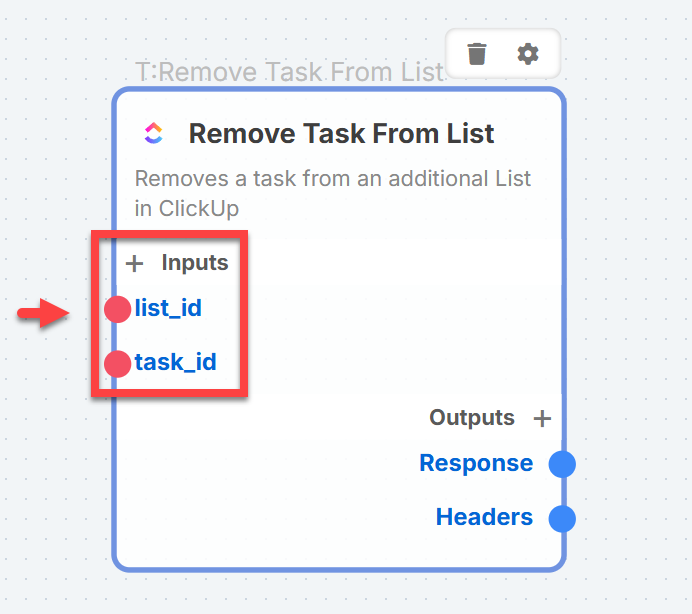 T:Remove Task From List
Remove Task From List
Removes a task from an additional List
in ClickUp
+ Inputs
list_id
task_id
Outputs +
Response
Headers